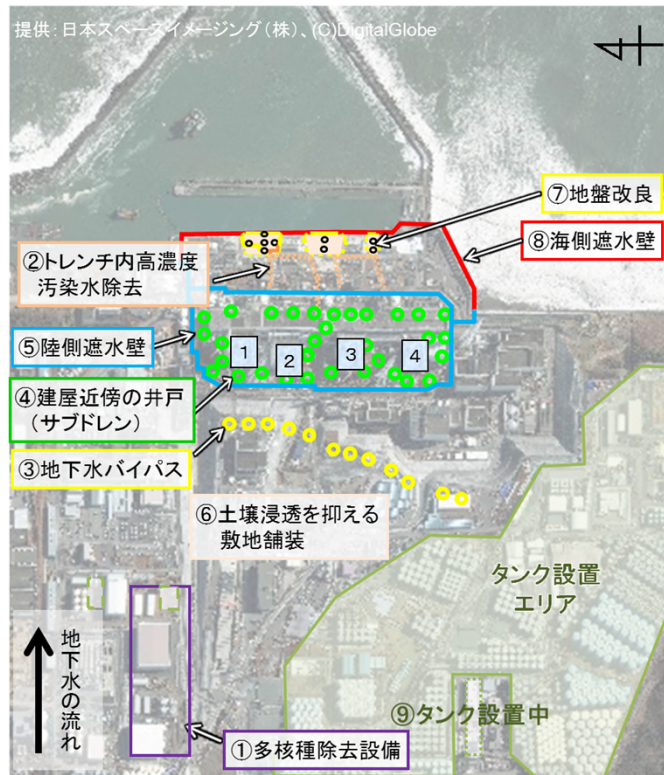 提供：日本スペースイメージング（株）、(C)DigitalGlobe
⑦地盤改良
⑧海側遮水壁
②トレンチ内高濃度
汚染水除去
⑤陸側遮水壁
1
2
3
4
④建屋近傍の井戸
（サブドレン）
③地下水バイパス
⑥土壌浸透を抑える
敷地舗装
タンク設置
エリア
地下水の流れ
⑨タンク設置中
①多核種除去設備